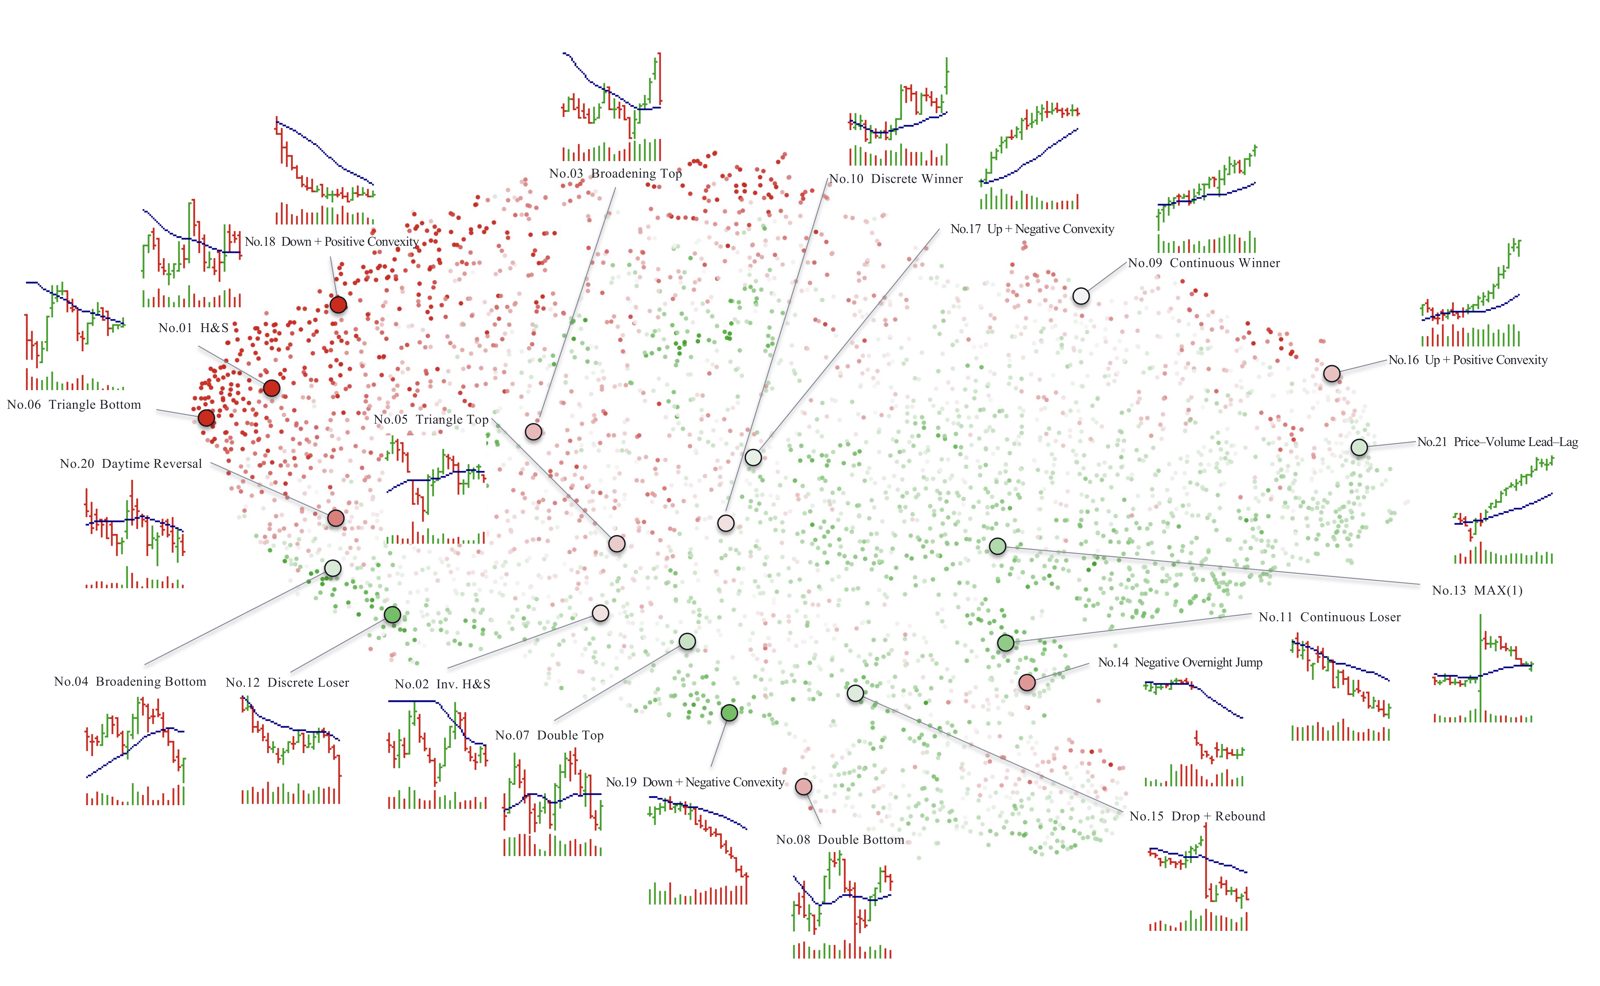 No.03 Broadening Top
No.10 Discrete Winner
No.17 Up + Negative Convexity
No.18 Down + Positive Convexity
No.09 Continuous Winner
No.01 H&S
No.16 Up + Positive Convexity
No.06 Triangle Bottom
No.05 Triangle Top
No.21 Price–Volume Lead–Lag
No.20 Daytime Reversal
No.13 MAX(1)
No.11 Continuous Loser
No.14 Negative Overnight Jump
No.04 Broadening Bottom
No.12 Discrete Loser
No.02 Inv. H&S
No.07 Double Top
No.19 Down + Negative Convexity
No.15 Drop + Rebound
No.08 Double Bottom